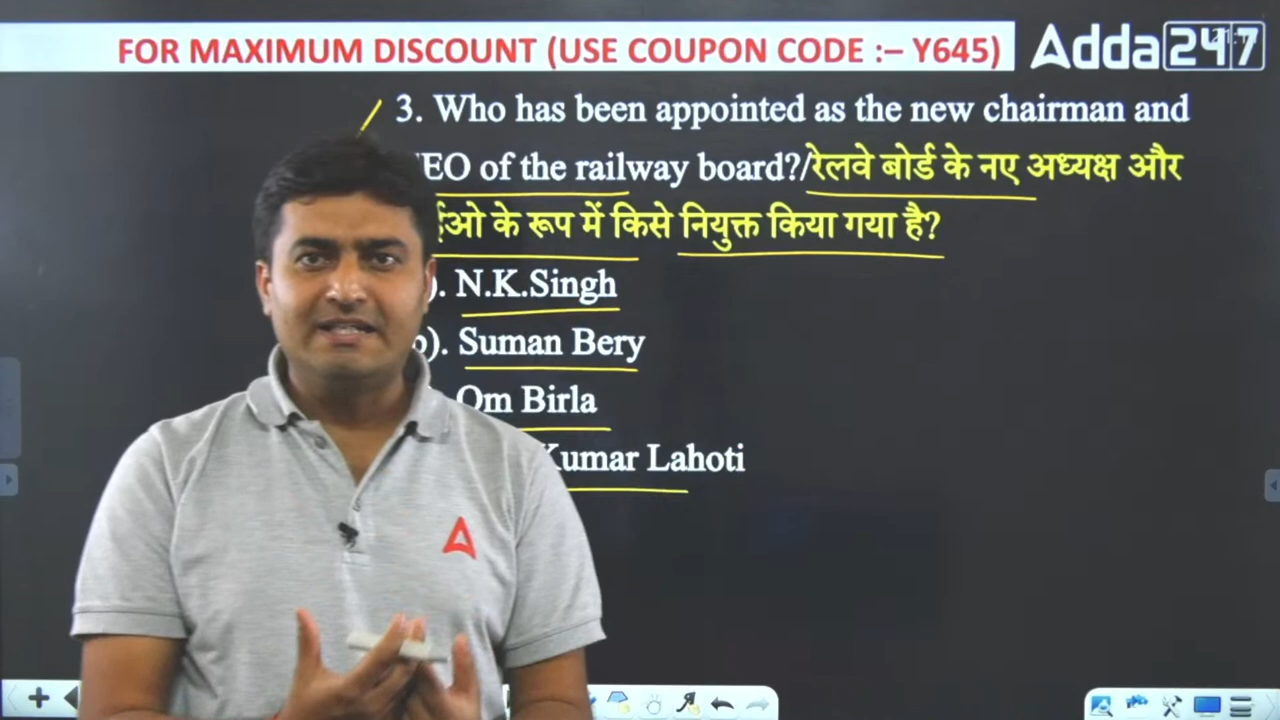 FOR MAXIMUM DISCOUNT (USE COUPON CODE :– Y645)
Adda247
3. Who has been appointed as the new chairman and
EO of the railway board?/रेलवे बोर्ड के नए अध्यक्ष और
ईओ के रूप में किसे नियुक्त किया गया है?
). N.K.Singh
b). Suman Bery
Om Birla
Kumar Lahoti